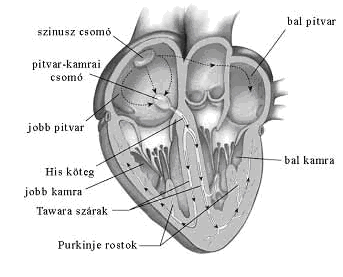 szinusz csomó
bal pitvar
pitvar-kamrai
csomó
jobb pitvar
His köteg
bal kamra
jobb kamra
Tawara szárak
Purkinje rostok